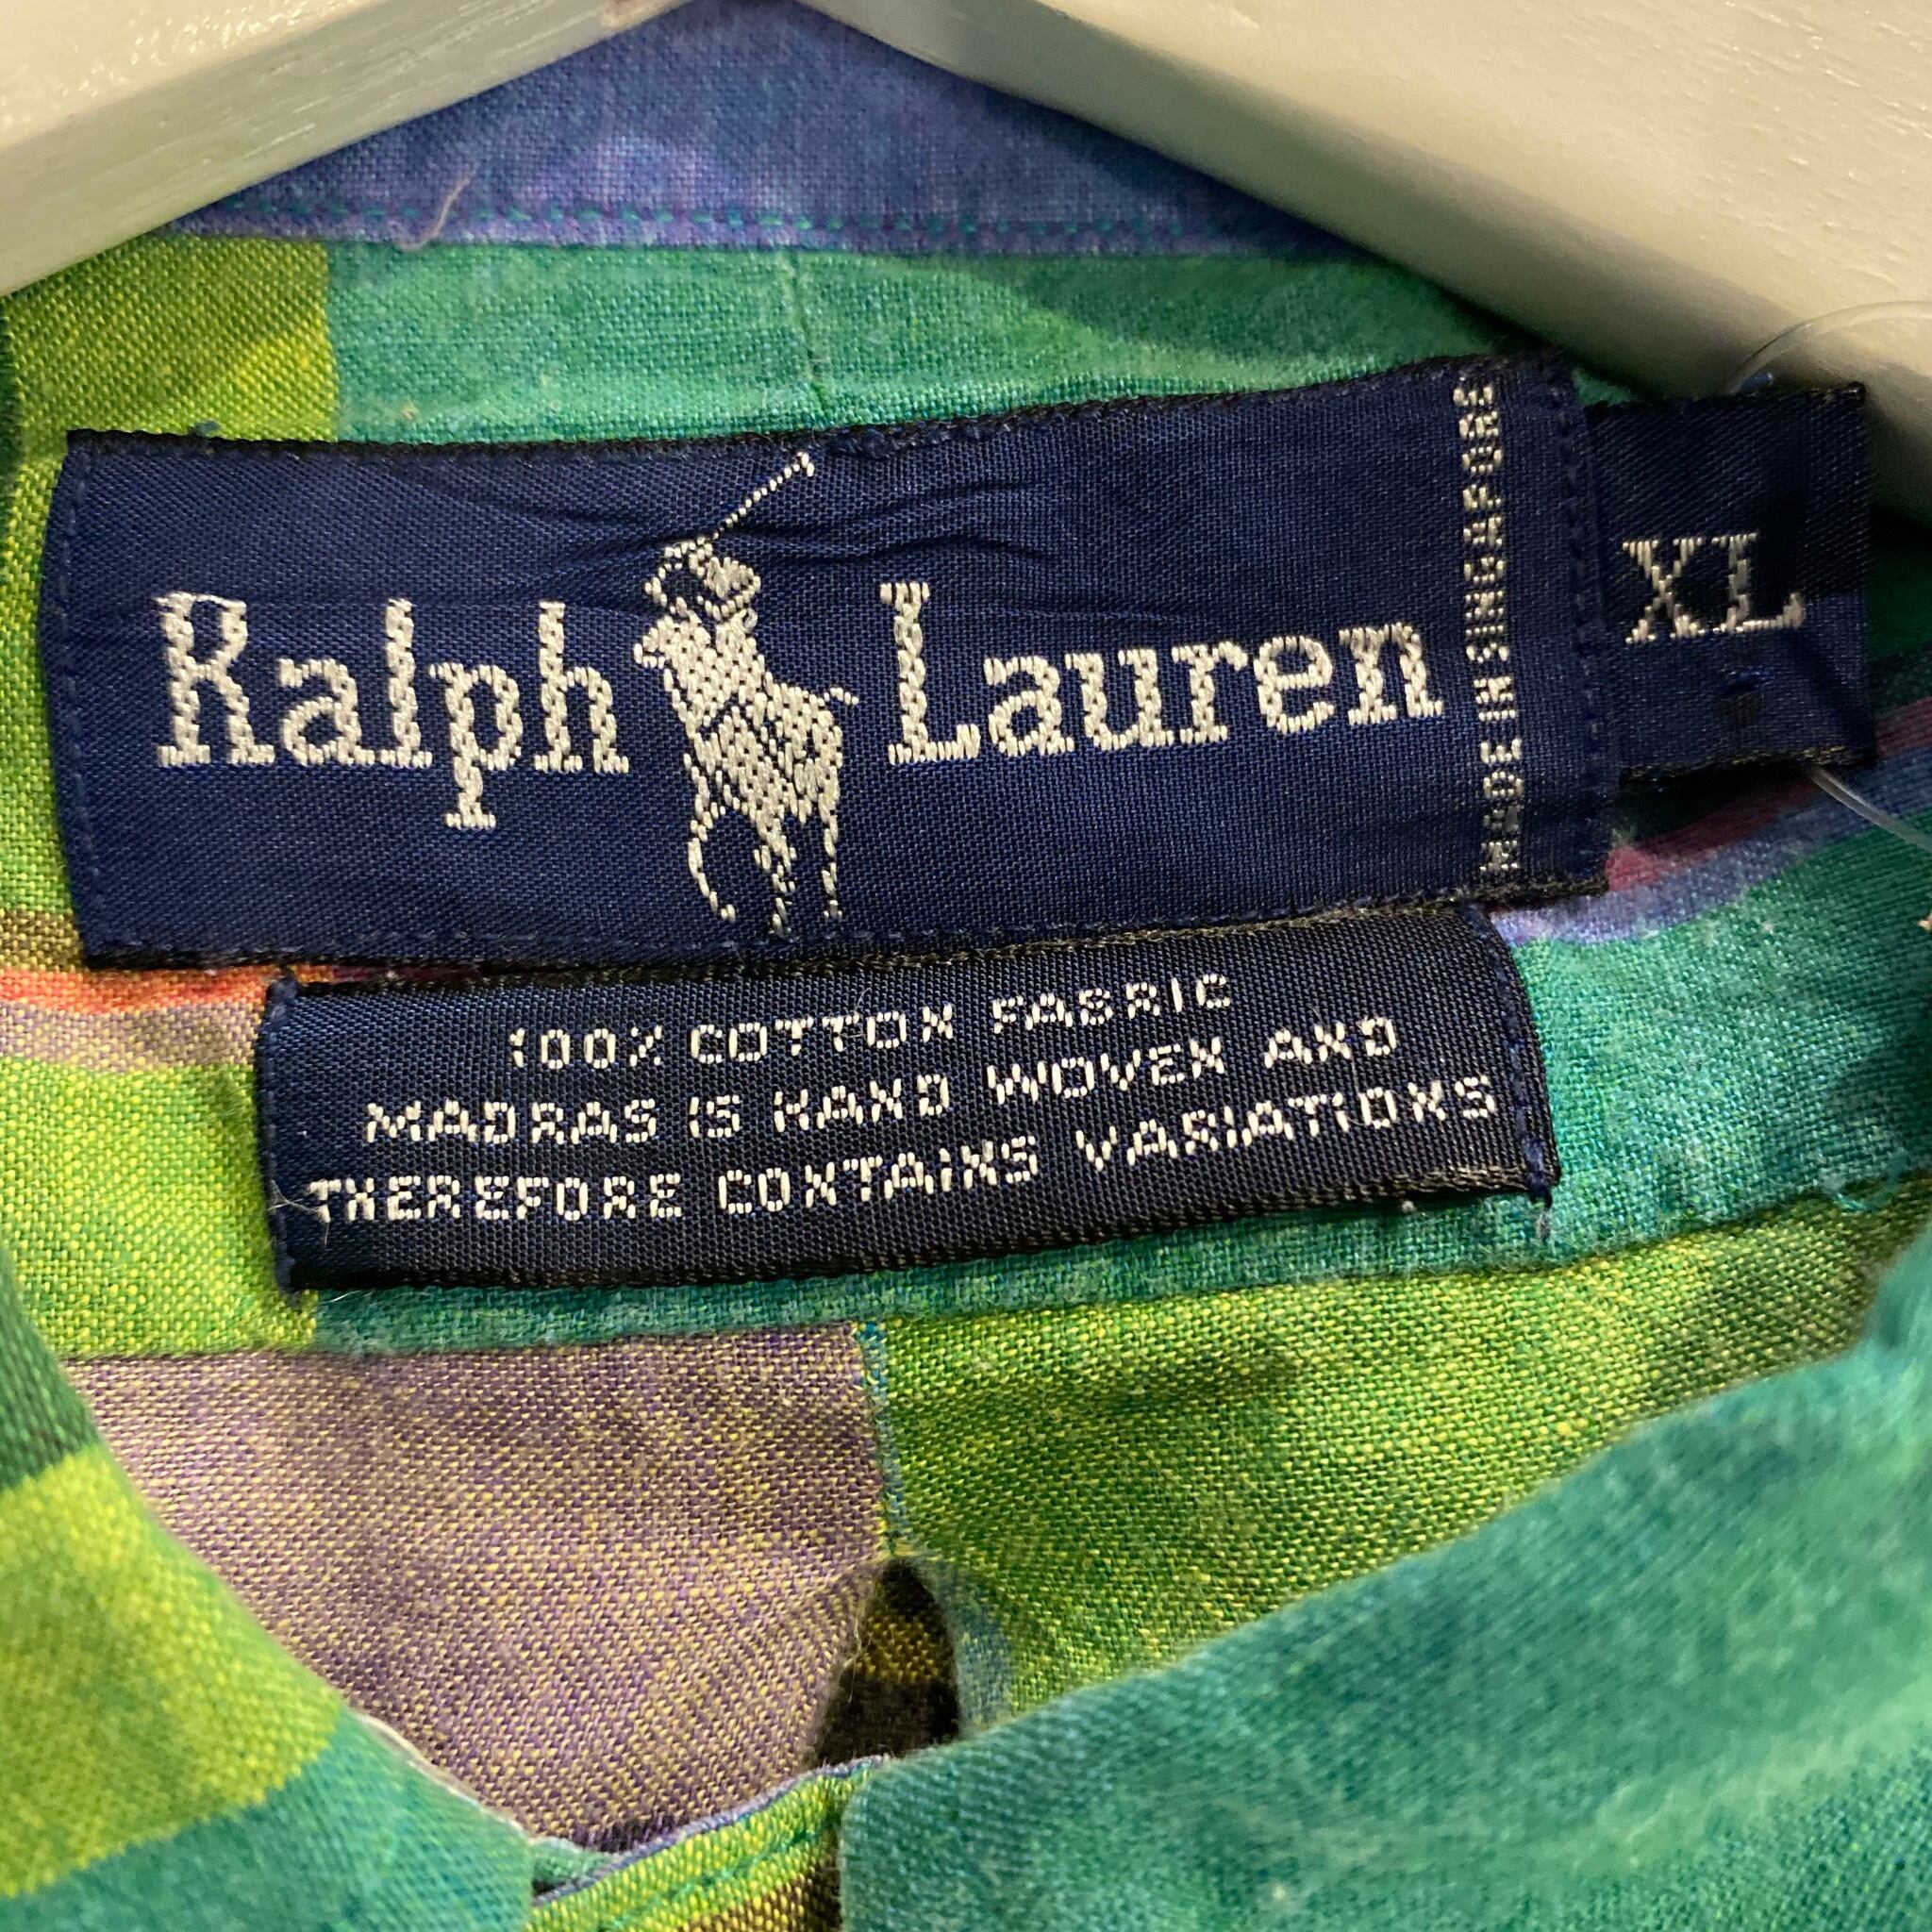 Ralph Lauren
MADE IN SINGAPORE
XL
100% COTTON FABRIC
MADRAS IS HAND WOVEN AND
THEREFORE CONTAINS VARIATIONS